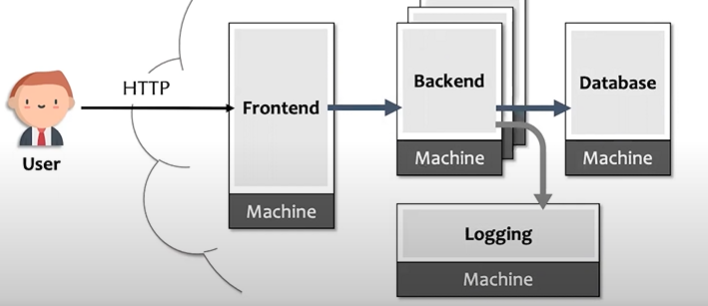 HTTP
User
Frontend
Machine
Backend
Machine
Database
Machine
Logging
Machine